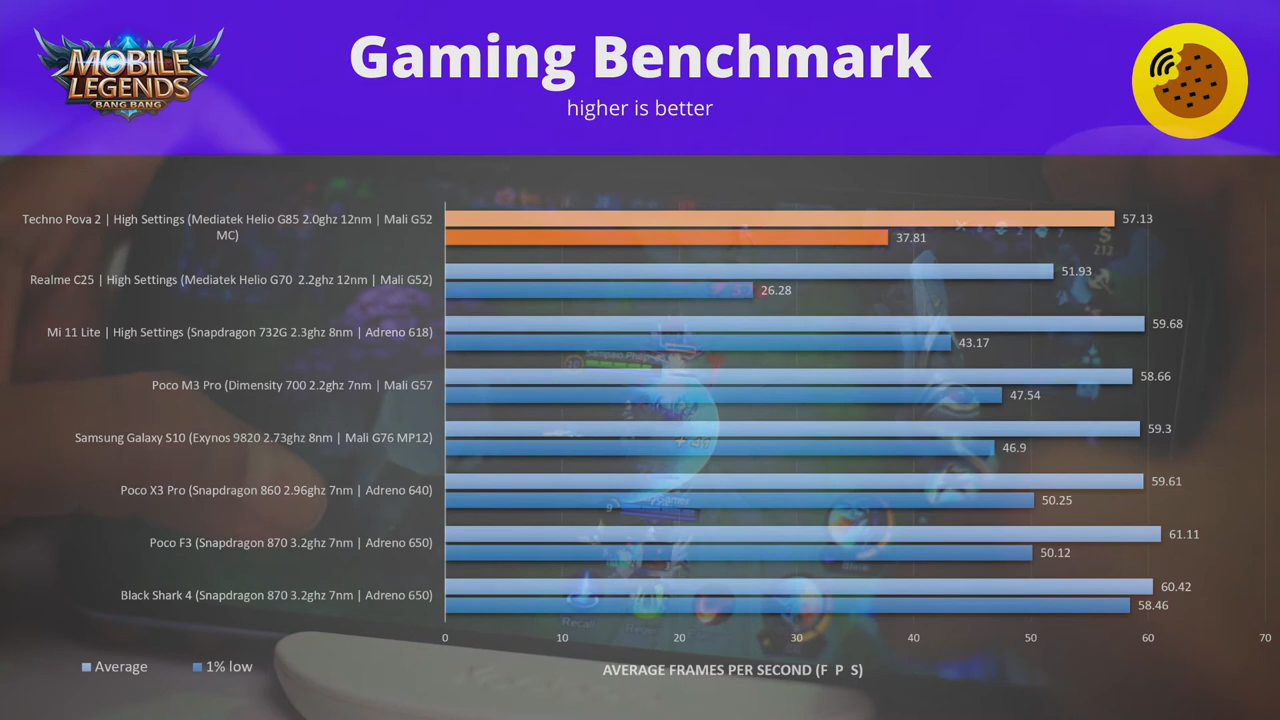 MOBILE
LEGENDS
BANG BANG
Gaming Benchmark
higher is better
Techno Pova 2 | High Settings (Mediatek Helio G85 2.0ghz 12nm | Mali G52
MC)
57.13
37.81
Realme C25 | High Settings (Mediatek Helio G70 2.2ghz 12nm | Mali G52)
51.93
26.28
Mi 11 Lite | High Settings (Snapdragon 732G 2.3ghz 8nm | Adreno 618)
59.68
43.17
Poco M3 Pro (Dimensity 700 2.2ghz 7nm | Mali G57
58.66
47.54
Samsung Galaxy S10 (Exynos 9820 2.73ghz 8nm | Mali G76 MP12)
59.3
46.9
Poco X3 Pro (Snapdragon 860 2.96ghz 7nm | Adreno 640)
59.61
50.25
Poco F3 (Snapdragon 870 3.2ghz 7nm | Adreno 650)
61.11
50.12
Black Shark 4 (Snapdragon 870 3.2ghz 7nm | Adreno 650)
60.42
58.46
0 10 20 30 40 50 60 70
Average 1% low
AVERAGE FRAMES PER SECOND (F P S)